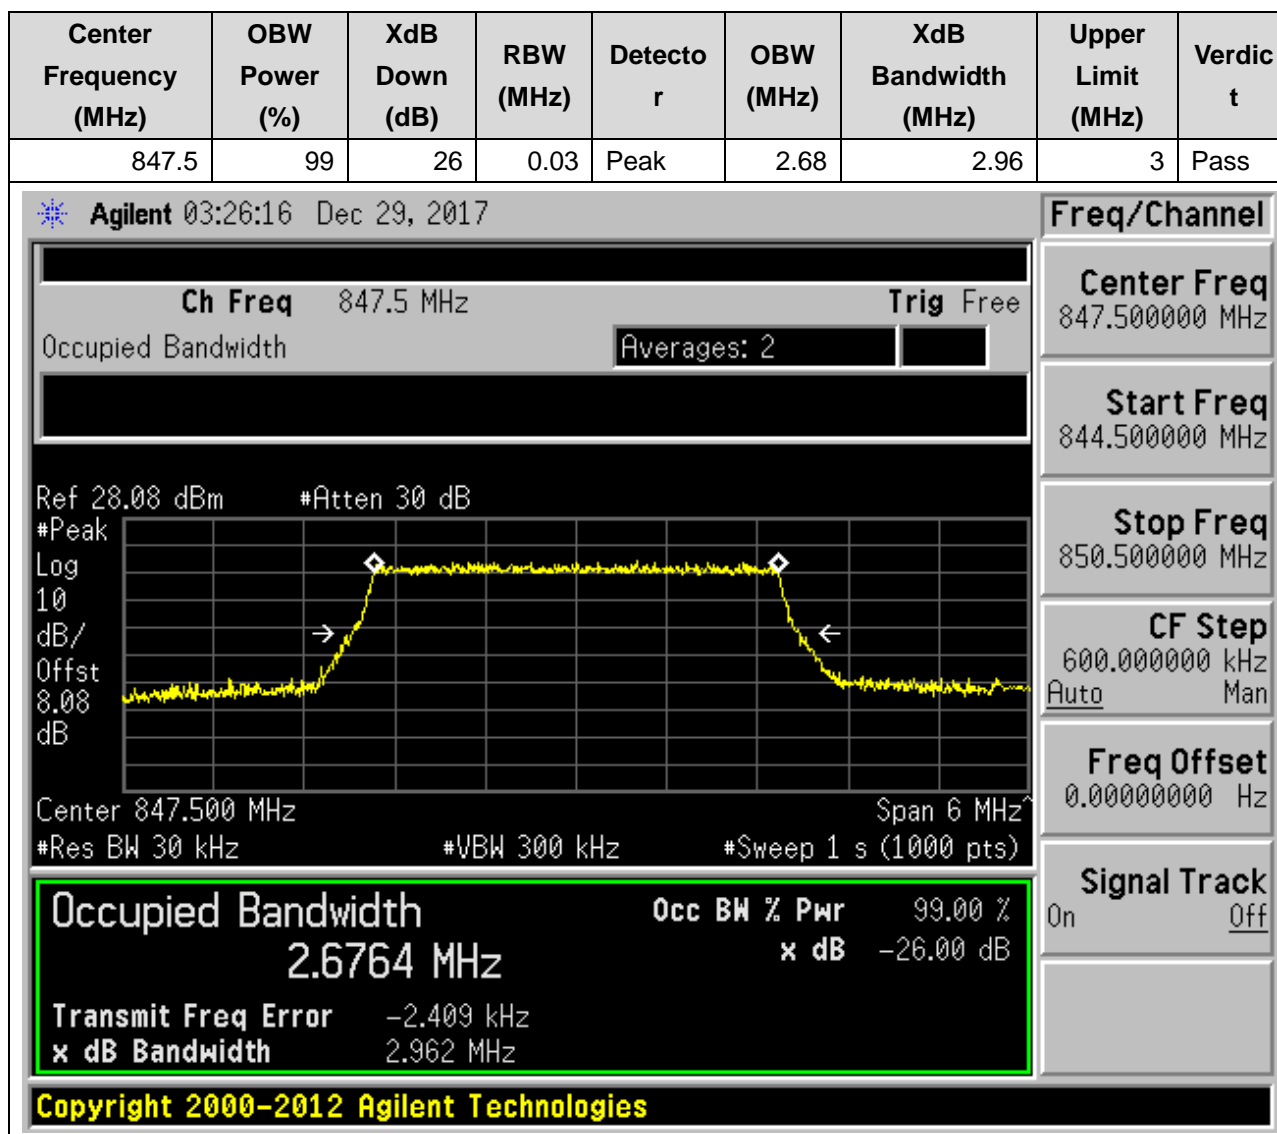 Center Frequency (MHz) OBW Power (%) XdB Down (dB) RBW (MHz) Detecto r OBW (MHz) XdB Bandwidth (MHz) Upper Limit (MHz) Verdic t
847.5 99 26 0.03 Peak 2.68 2.96 3 Pass
Agilent 03:26:16 Dec 29, 2017
Freq/Channel
Ch Freq 847.5 MHz Trig Free
Occupied Bandwidth Averages: 2
Center Freq
847.500000 MHz
Start Freq
844.500000 MHz
Stop Freq
850.500000 MHz
CF Step
600.000000 kHz
Auto Man
Freq Offset
0.00000000 Hz
Signal Track
On Off
Ref 28.08 dBm #Atten 30 dB
#Peak
Log
10
dB/
Offst
8.08
dB
Center 847.500 MHz Span 6 MHz^
#Res BW 30 kHz #VBW 300 kHz #Sweep 1 s (1000 pts)
Occupied Bandwidth Occ BW % Pwr 99.00 %
2.6764 MHz x dB -26.00 dB
Transmit Freq Error -2.409 kHz
x dB Bandwidth 2.962 MHz
Copyright 2000-2012 Agilent Technologies